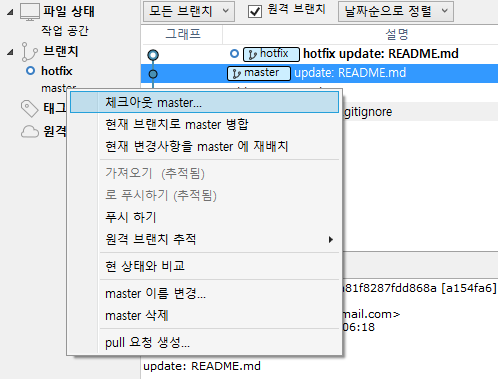 파일 상태
작업 공간
브랜치
hotfix
master
태그
원격
모든 브랜치
원격 브랜치
날짜순으로 정렬
그래프
설명
hotfix hotfix update: README.md
master update: README.md
gitignore
체크아웃 master...
현재 브랜치로 master 병합
현재 변경사항을 master 에 재배치
가져오기 (추적됨)
로 푸시하기 (추적됨)
푸시 하기
원격 브랜치 추적
현 상태와 비교
master 이름 변경...
master 삭제
pull 요청 생성...
a81f8287fdd868a [a154fa6]
mail.com>
06:18
update: README.md